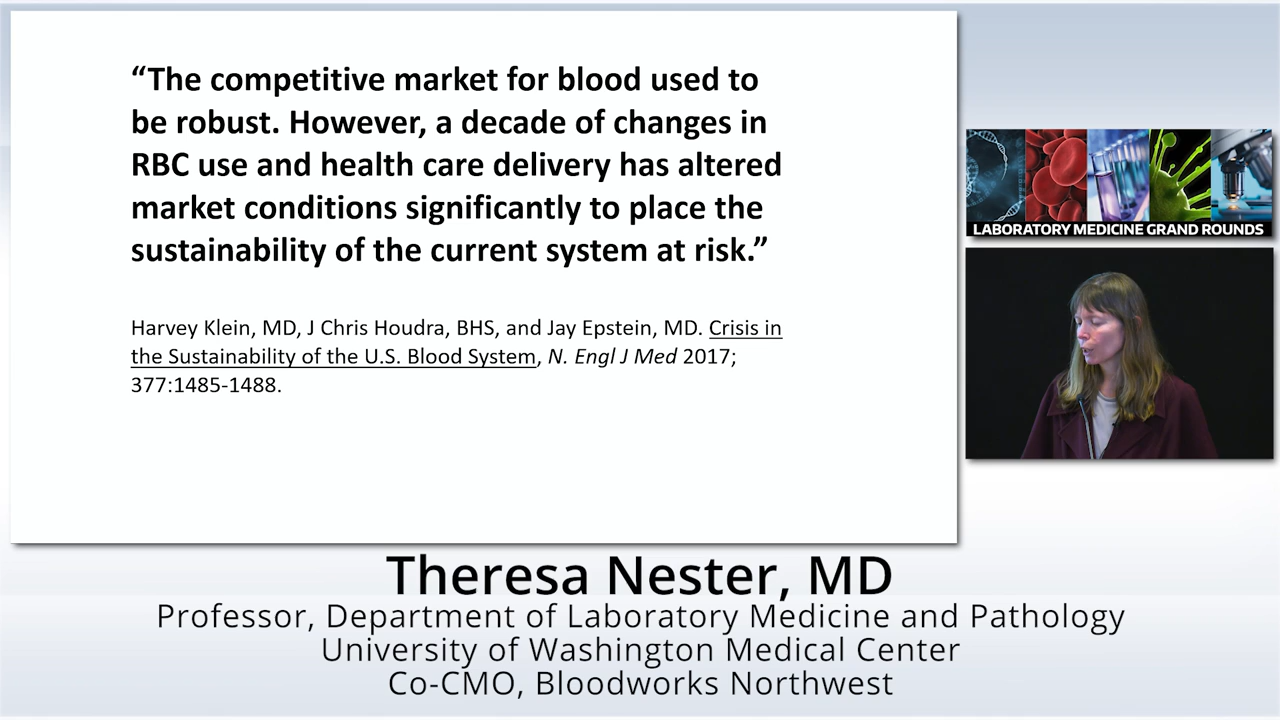 “The competitive market for blood used to
be robust. However, a decade of changes in
RBC use and health care delivery has altered
market conditions significantly to place the
sustainability of the current system at risk.”
Harvey Klein, MD, J Chris Houdra, BHS, and Jay Epstein, MD. Crisis in
the Sustainability of the U.S. Blood System, N. Engl J Med 2017;
377:1485-1488.
LABORATORY MEDICINE GRAND ROUNDS
Theresa Nester, MD
Professor, Department of Laboratory Medicine and Pathology
University of Washington Medical Center
Co-CMO, Bloodworks Northwest